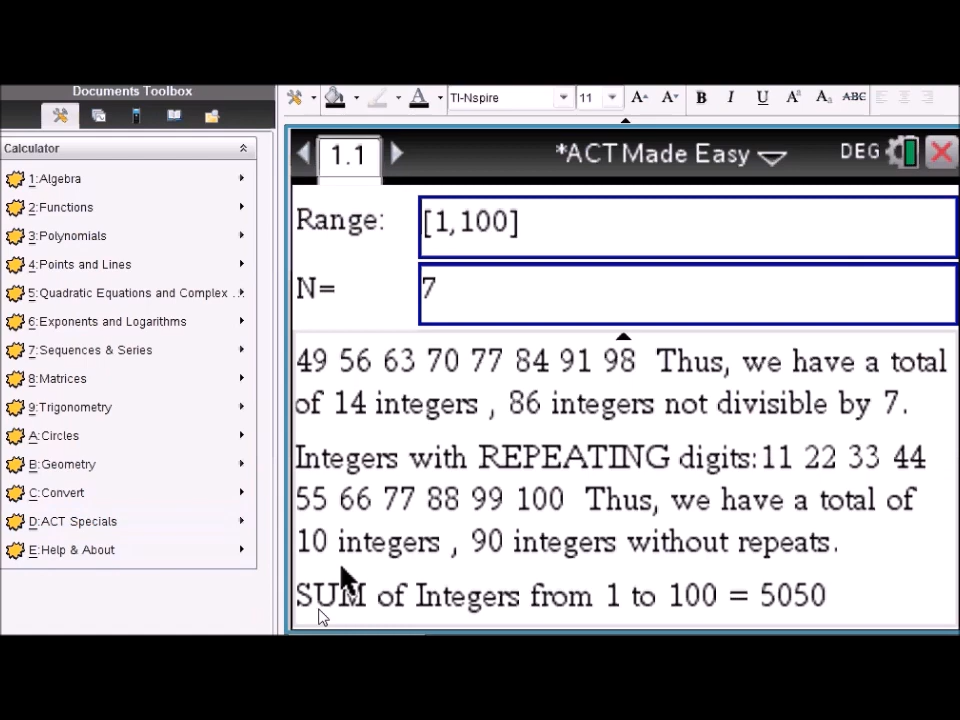 Documents Toolbox
TI-Nspire 11 B I U Aª Aₐ ABC
Calculator
1:Algebra
2:Functions
3:Polynomials
4:Points and Lines
5:Quadratic Equations and Complex ...
6:Exponents and Logarithms
7:Sequences & Series
8:Matrices
9:Trigonometry
A:Circles
B:Geometry
C:Convert
D:ACT Specials
E:Help & About
1.1 *ACT Made Easy DEG
Range: [1,100]
N= 7
49 56 63 70 77 84 91 98 Thus, we have a total
of 14 integers , 86 integers not divisible by 7.
Integers with REPEATING digits:11 22 33 44
55 66 77 88 99 100 Thus, we have a total of
10 integers , 90 integers without repeats.
SUM of Integers from 1 to 100 = 5050